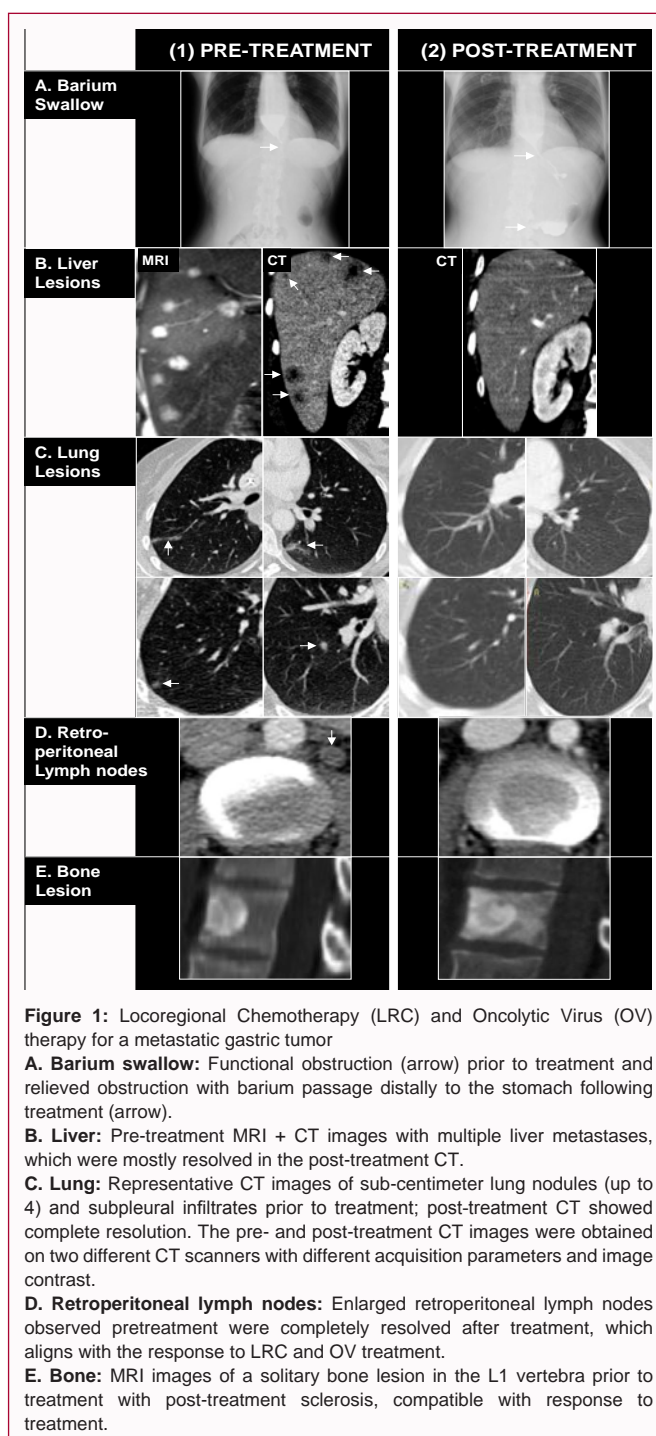 (1) PRE-TREATMENT
(2) POST-TREATMENT
A. Barium
Swallow
B. Liver
Lesions
MRI
CT
CT
C. Lung
Lesions
D. Retro-
peritoneal
Lymph nodes
E. Bone
Lesion
Figure 1: Locoregional Chemotherapy (LRC) and Oncolytic Virus (OV)
therapy for a metastatic gastric tumor
A. Barium swallow: Functional obstruction (arrow) prior to treatment and
relieved obstruction with barium passage distally to the stomach following
treatment (arrow).
B. Liver: Pre-treatment MRI + CT images with multiple liver metastases,
which were mostly resolved in the post-treatment CT.
C. Lung: Representative CT images of sub-centimeter lung nodules (up to
4) and subpleural infiltrates prior to treatment; post-treatment CT showed
complete resolution. The pre- and post-treatment CT images were obtained
on two different CT scanners with different acquisition parameters and image
contrast.
D. Retroperitoneal lymph nodes: Enlarged retroperitoneal lymph nodes
observed pretreatment were completely resolved after treatment, which
aligns with the response to LRC and OV treatment.
E. Bone: MRI images of a solitary bone lesion in the L1 vertebra prior to
treatment with post-treatment sclerosis, compatible with response to
treatment.